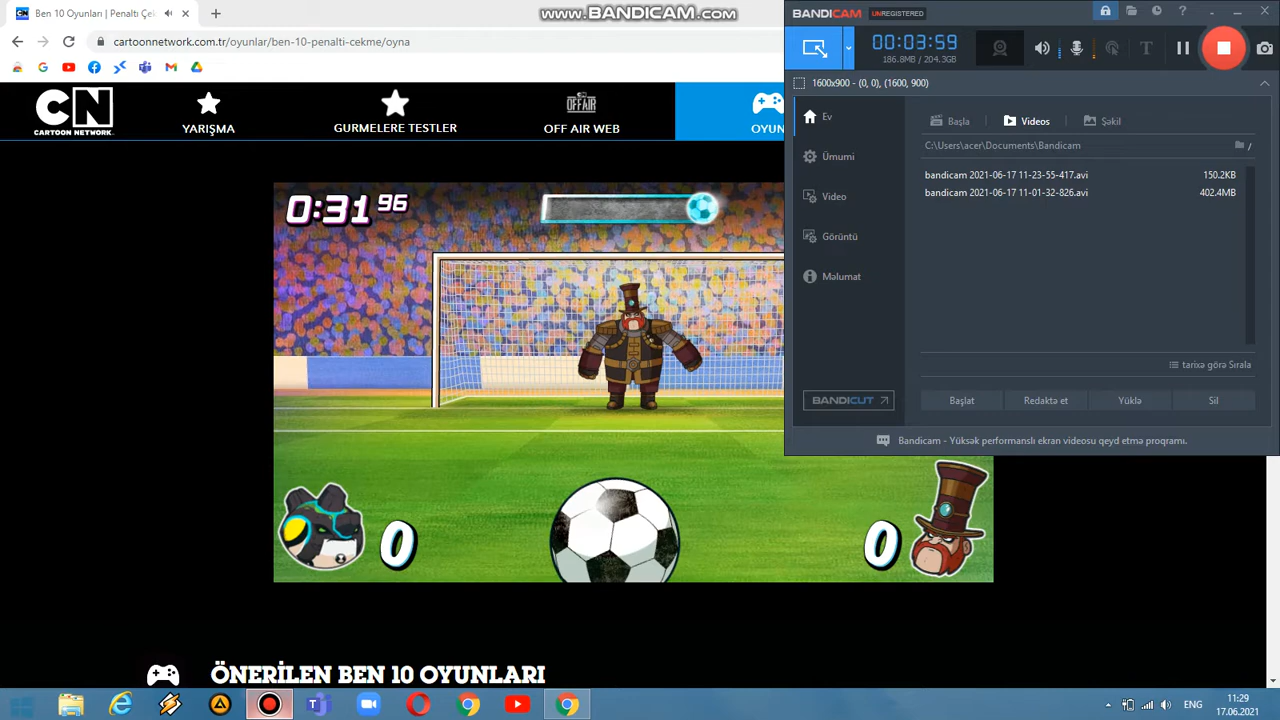 Ben 10 Oyunları | Penaltı Çek
www.BANDICAM.com
cartoonnetwork.com.tr/oyunlar/ben-10-penalti-cekme/oyna
CN
CARTOON NETWORK
YARIŞMA
GURMELERE TESTLER
OFFAIR
OFF AIR WEB
OYUN
0:31 96
0
0
ÖNERİLEN BEN 10 OYUNLARI
BANDICAM UNREGISTERED
00:03:59
186.8MB / 204.3GB
1600x900 - (0, 0), (1600, 900)
Ev
Ümumi
Video
Görüntü
Məlumat
BANDICUT
Başla
Videos
Şəkil
C:\Users\acer\Documents\Bandicam
bandicam 2021-06-17 11-23-55-417.avi 150.2KB
bandicam 2021-06-17 11-01-32-826.avi 402.4MB
tarixə görə Sırala
Başlat Redaktə et Yüklə Sil
Bandicam - Yüksək performanslı ekran videosu qeyd etmə proqramı.
ENG
11:29
17.06.2021